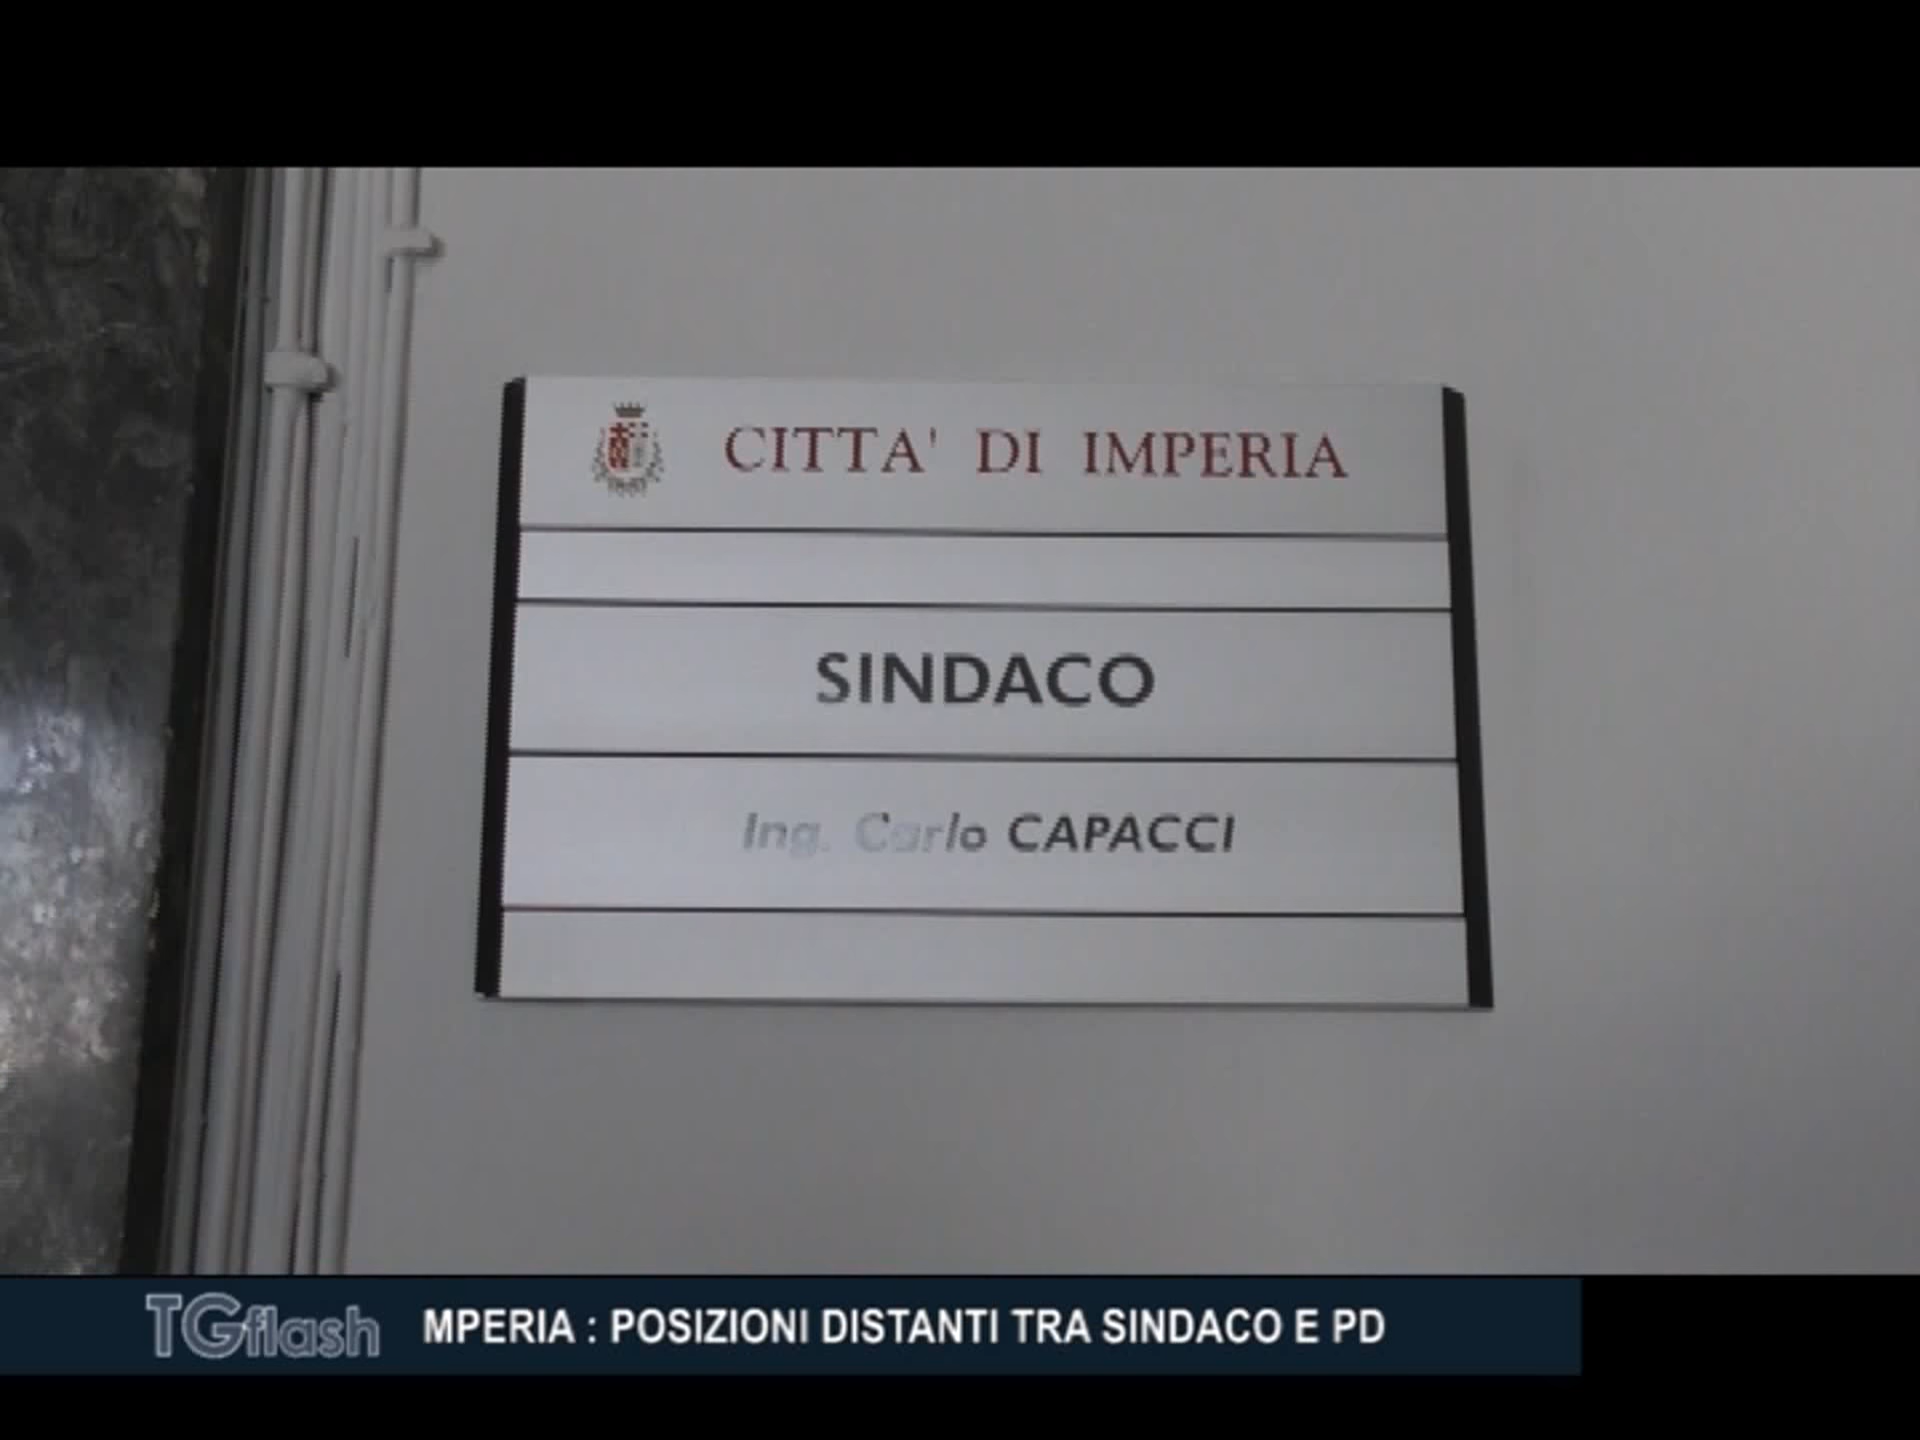 CITTA' DI IMPERIA
SINDACO
Ing. Carlo CAPACCI
TGflash MPERIA : POSIZIONI DISTANTI TRA SINDACO E PD